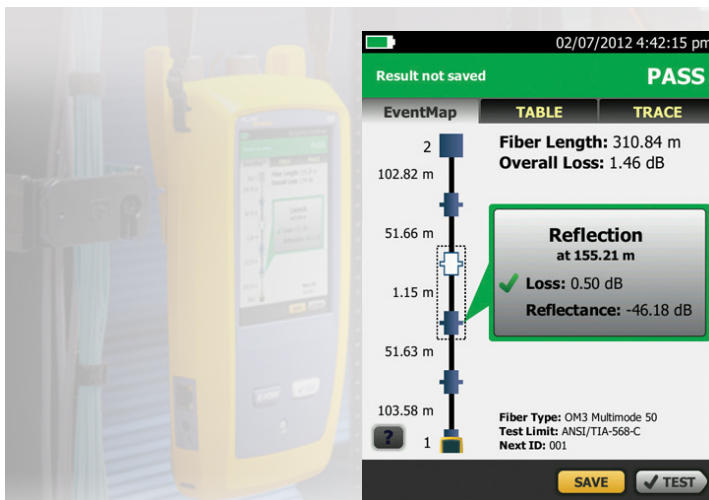 02/07/2012 4:42:15 pm
Result not saved
PASS
EventMap
TABLE
TRACE
2
Fiber Length: 310.84 m
Overall Loss: 1.46 dB
102.82 m
51.66 m
Reflection
at 155.21 m
Loss: 0.50 dB
Reflectance: -46.18 dB
1.15 m
51.63 m
103.58 m
Fiber Type: OM3 Multimode 50
Test Limit: ANSI/TIA-568-C
Next ID: 001
?
1
SAVE
TEST